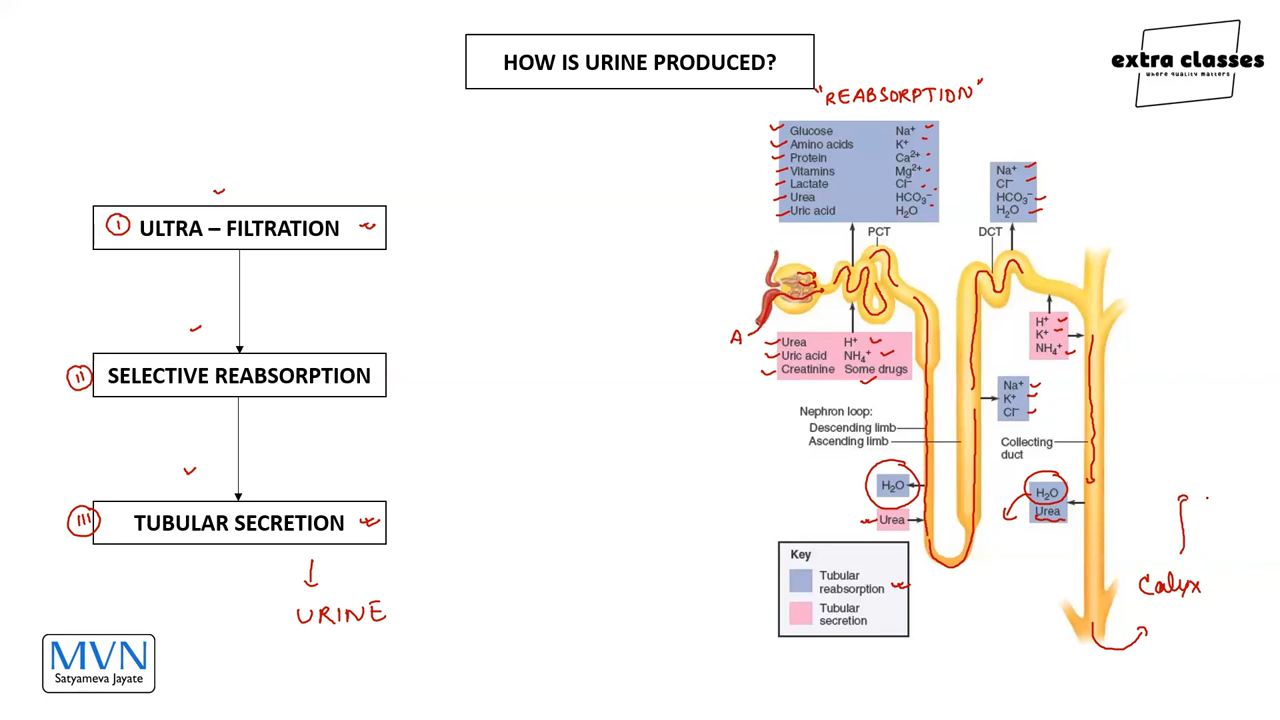 HOW IS URINE PRODUCED?
extra classes
where quality matters
"REABSORPTION"
Glucose Na⁺
Amino acids K⁺
Protein Ca²⁺
Vitamins Mg²⁺
Lactate Cl⁻
Urea HCO₃⁻
Uric acid H₂O
Na⁺
Cl⁻
HCO₃⁻
H₂O
I ULTRA – FILTRATION
PCT
DCT
A
Urea H⁺
Uric acid NH₄⁺
Creatinine Some drugs
H⁺
K⁺
NH₄⁺
II SELECTIVE REABSORPTION
Na⁺
K⁺
Cl⁻
Nephron loop:
Descending limb
Ascending limb
Collecting
duct
H₂O
Urea
H₂O
Urea
III TUBULAR SECRETION
URINE
Key
Tubular
reabsorption
Tubular
secretion
Calyx
MVN
Satyameva Jayate